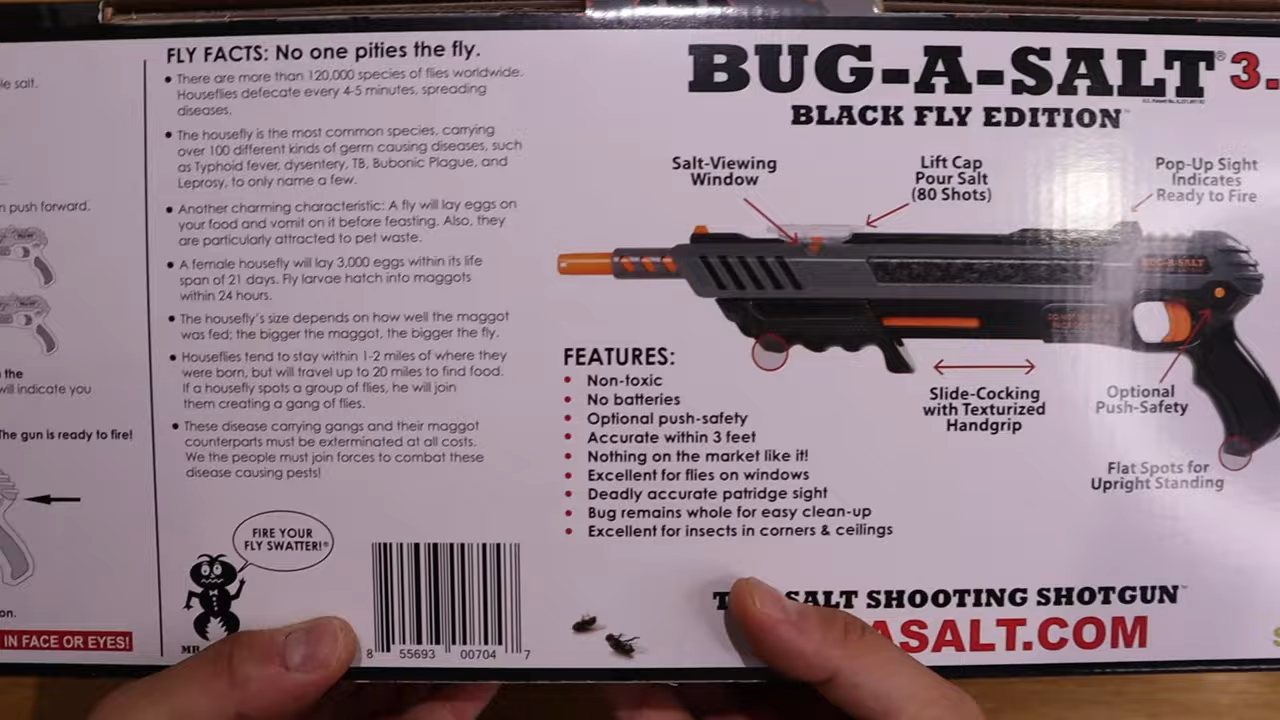 le salt.
n push forward.
the
will indicate you
The gun is ready to fire!
on.
IN FACE OR EYES!
FLY FACTS: No one pities the fly.
• There are more than 120,000 species of flies worldwide.
Houseflies defecate every 4-5 minutes, spreading
diseases.
• The housefly is the most common species, carrying
over 100 different kinds of germ causing diseases, such
as Typhoid fever, dysentery, TB, Bubonic Plague, and
Leprosy, to only name a few.
• Another charming characteristic: A fly will lay eggs on
your food and vomit on it before feasting. Also, they
are particularly attracted to pet waste.
• A female housefly will lay 3,000 eggs within its life
span of 21 days. Fly larvae hatch into maggots
within 24 hours.
• The housefly's size depends on how well the maggot
was fed; the bigger the maggot, the bigger the fly.
• Houseflies tend to stay within 1-2 miles of where they
were born, but will travel up to 20 miles to find food.
If a housefly spots a group of flies, he will join
them creating a gang of flies.
• These disease carrying gangs and their maggot
counterparts must be exterminated at all costs.
We the people must join forces to combat these
disease causing pests!
FIRE YOUR
FLY SWATTER!®
MR.
8 55693 00704 7
BUG-A-SALT® 3.
BLACK FLY EDITION™
Salt-Viewing
Window
Lift Cap
Pour Salt
(80 Shots)
Pop-Up Sight
Indicates
Ready to Fire
BUG-A-SALT
Slide-Cocking
with Texturized
Handgrip
Optional
Push-Safety
Flat Spots for
Upright Standing
FEATURES:
• Non-toxic
• No batteries
• Optional push-safety
• Accurate within 3 feet
• Nothing on the market like it!
• Excellent for flies on windows
• Deadly accurate patridge sight
• Bug remains whole for easy clean-up
• Excellent for insects in corners & ceilings
SALT SHOOTING SHOTGUN™
ASALT.COM